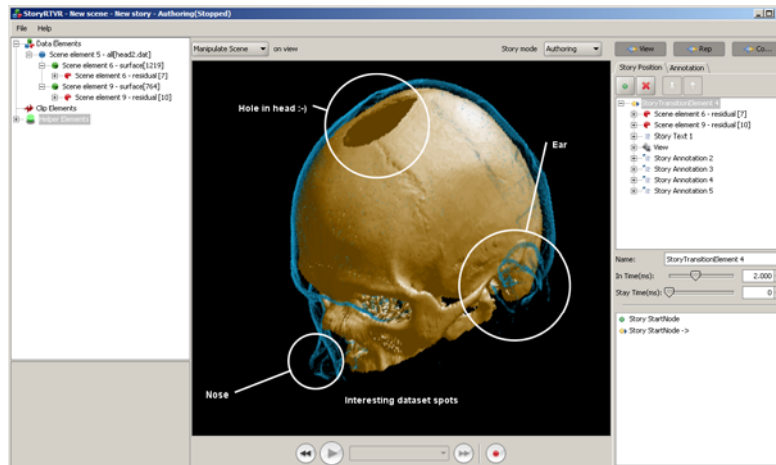 StoryRTVR - New scene - New story - Authoring(Stopped)
File Help
Data Elements
Scene element 5 - all[head2.dat]
Scene element 6 - surface[1219]
Scene element 6 - residual [7]
Scene element 9 - surface[764]
Scene element 9 - residual [10]
Clip Elements
Helper Elements
Manipulate Scene on view
Story mode Authoring
Hole in head :-)
Ear
Nose
Interesting dataset spots
View Rep Co...
Story Position Annotation
StoryTransitionElement 4
Scene element 6 - residual [7]
Scene element 9 - residual [10]
Story Text 1
View
Story Annotation 2
Story Annotation 3
Story Annotation 4
Story Annotation 5
Name: StoryTransitionElement 4
In Time(ms): 2.000
Stay Time(ms): 0
Story StartNode
Story StartNode ->